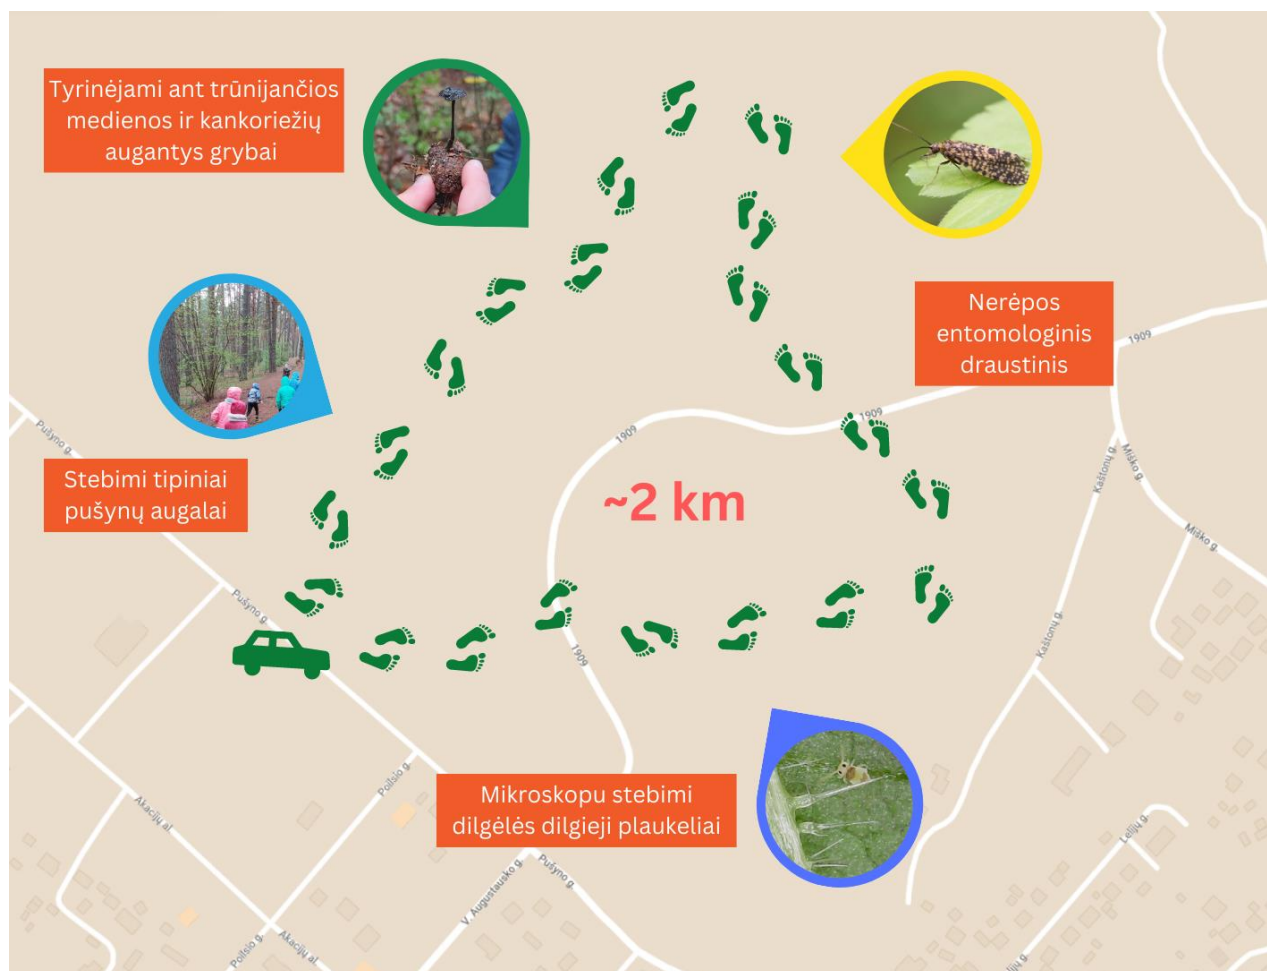 Tyrinėjami ant trūnijančios
medienos ir kankoriežių
augantys grybai
Nerėpos
entomologinis
draustinis
1909
1909
1909
Pušyno g.
Stebimi tipiniai
pušynų augalai
~2 km
Kaštonų g.
Miško g.
Miško g.
Pušyno g.
1909
Kaštonų g.
Poilsio g.
Akacijų al.
Mikroskopu stebimi
dilgėlės dilgieji plaukeliai
Lelijų g.
V. Augustausko g.
Pušyno g.
Poilsio g.
Akacijų al.